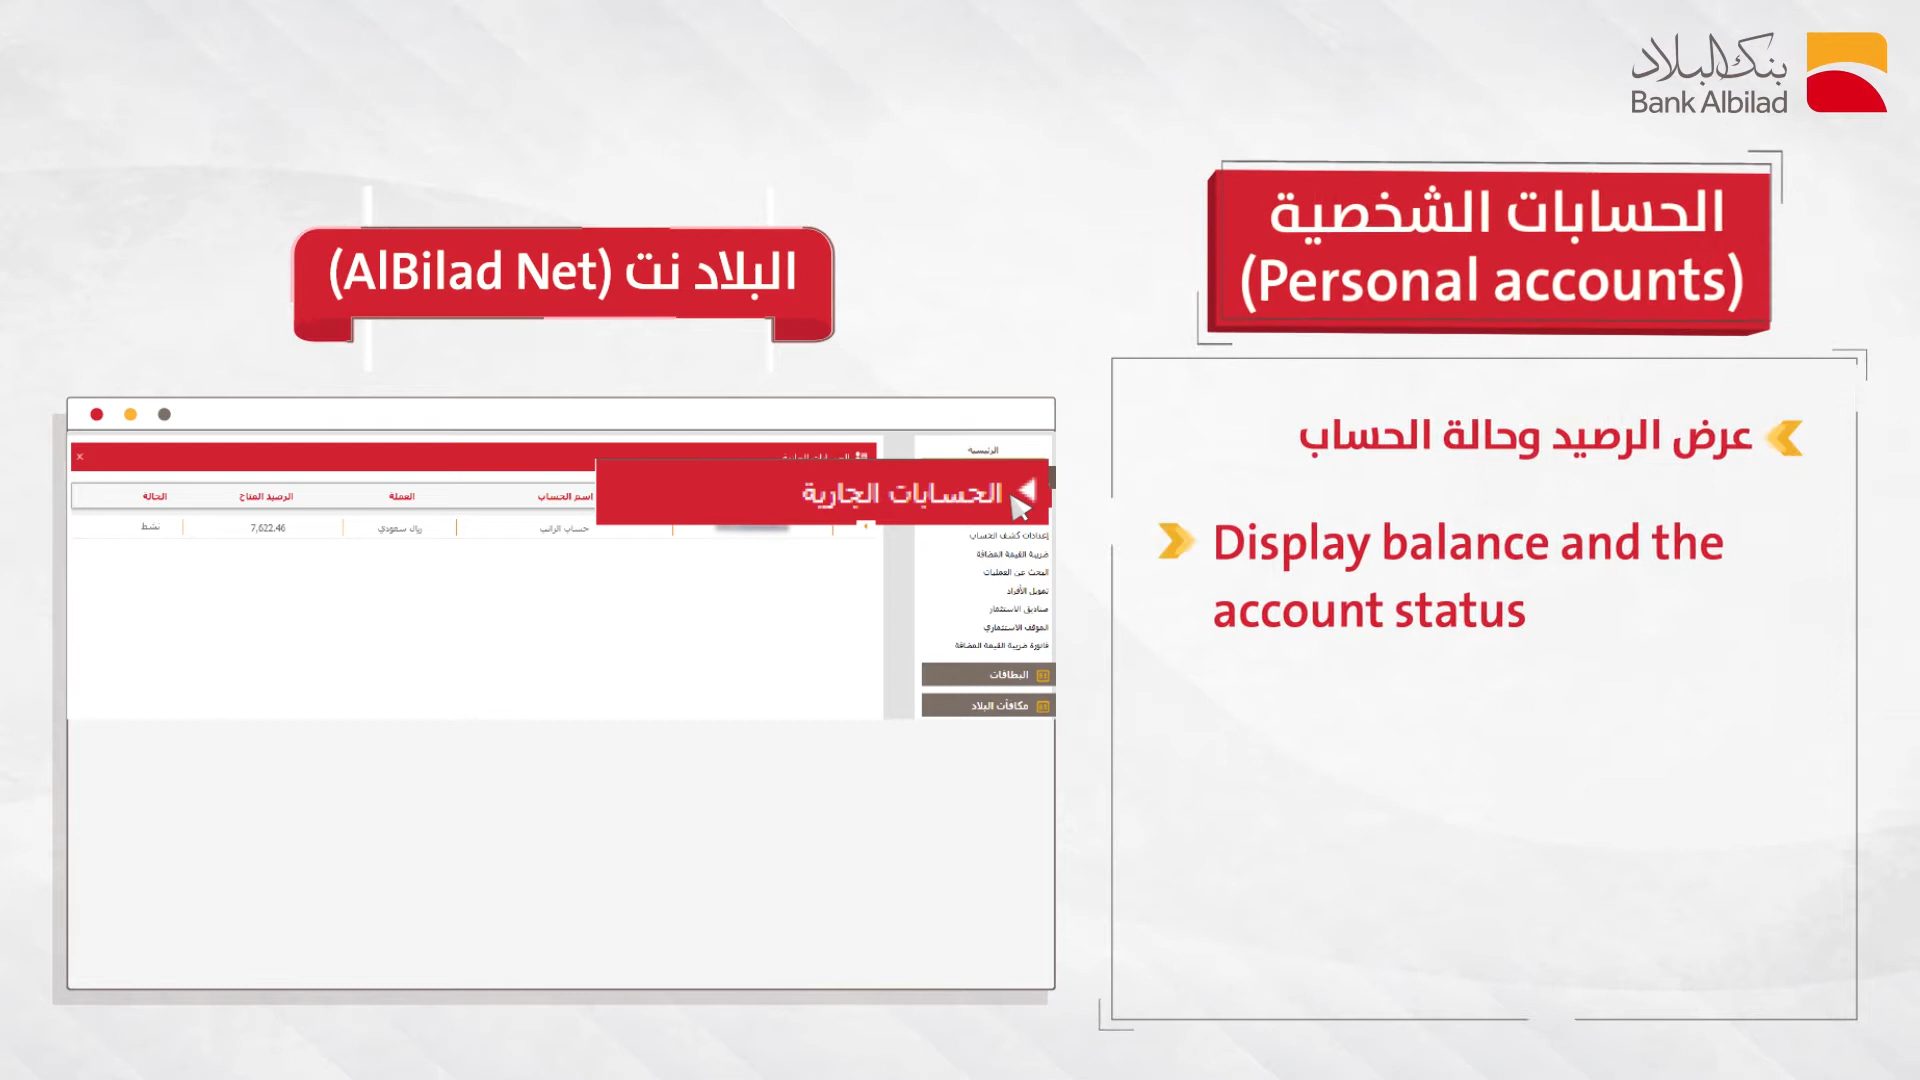 بنك البلاد
Bank Albilad
الحسابات الشخصية
(Personal accounts)
البلاد نت (AlBilad Net)
عرض الرصيد وحالة الحساب
Display balance and the
account status
الرئيسية
الحسابات الجارية
اسم الحساب
العملة
الرصيد المتاح
الحالة
حساب الراتب
ريال سعودي
7,622.46
نشط
إعدادات كشف الحساب
ضريبة القيمة المضافة
البحث عن العمليات
تمويل الأفراد
صناديق الاستثمار
الموقف الاستثماري
فاتورة ضريبة القيمة المضافة
البطاقات
مكافآت البلاد